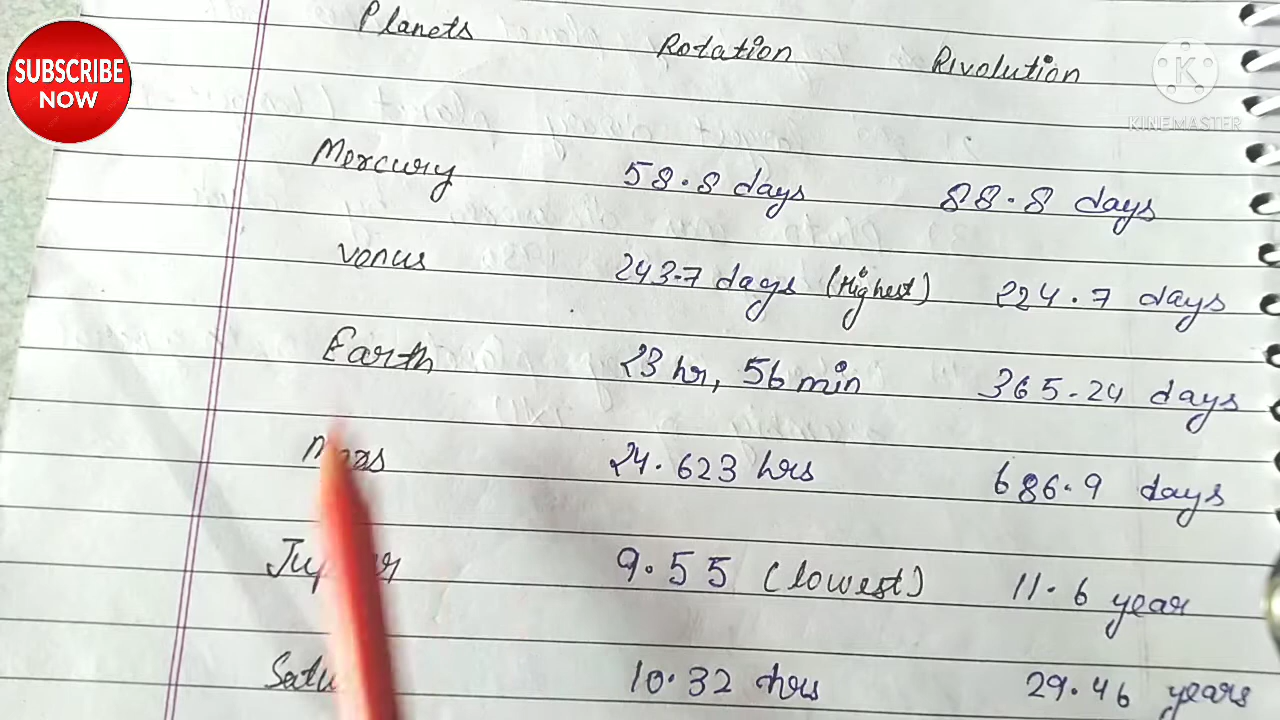 SUBSCRIBE
NOW
KINEMASTER
Planets Rotation Rivolution
Mercury 58.8 days 88.8 days
Venus 243.7 days (Highest) 224.7 days
Earth 23 hr, 56 min 365.24 days
Mars 24.623 hrs 686.9 days
9.55 (lowest) 11.6 year
10.32 hrs 29.46 years